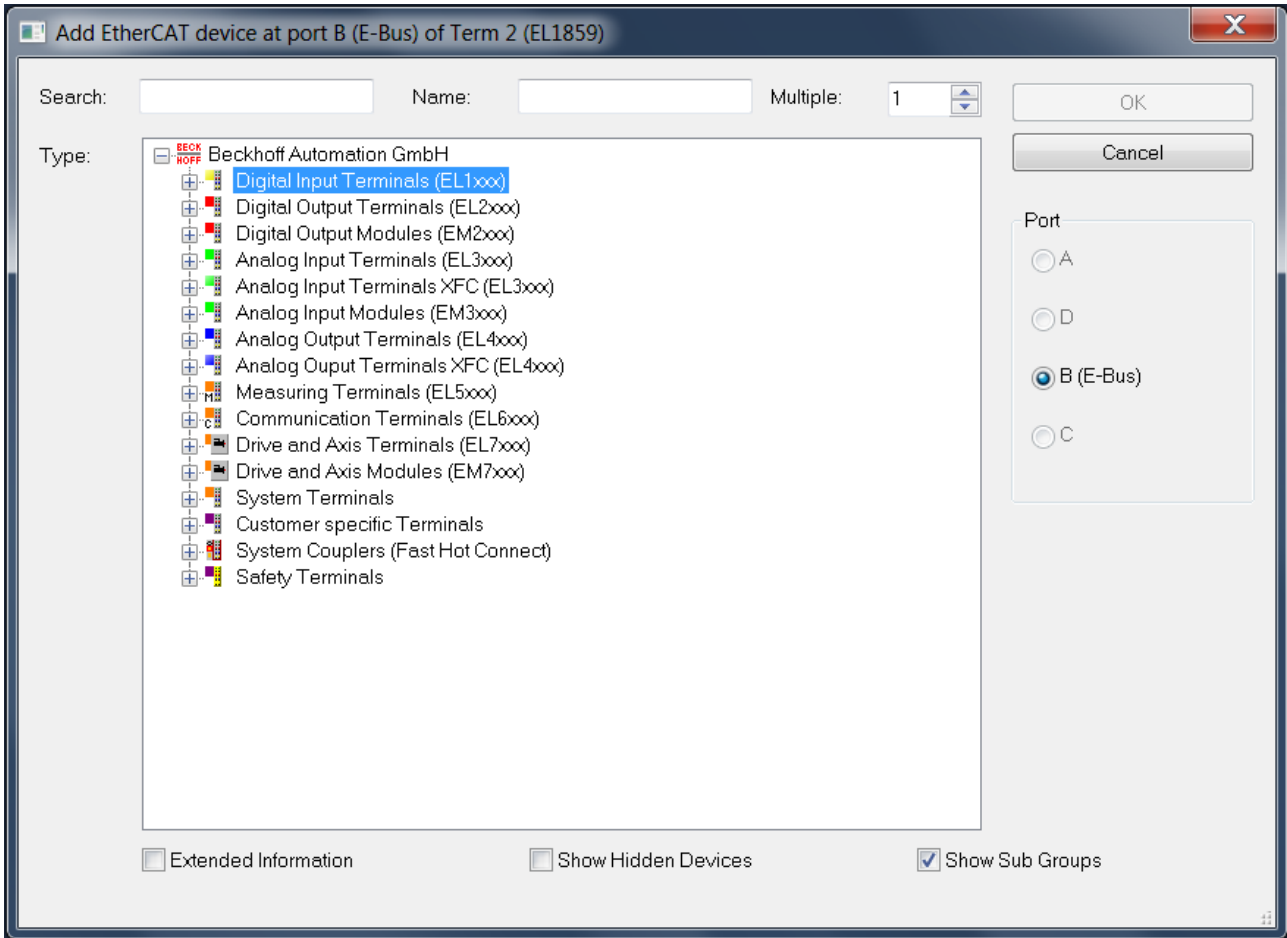 Add EtherCAT device at port B (E-Bus) of Term 2 (EL1859)
X
Search:
Name:
Multiple: 1
OK
Type:
Cancel
BECKHOFF Beckhoff Automation GmbH
Digital Input Terminals (EL1xxx)
Digital Output Terminals (EL2xxx)
Digital Output Modules (EM2xxx)
Analog Input Terminals (EL3xxx)
Analog Input Terminals XFC (EL3xxx)
Analog Input Modules (EM3xxx)
Analog Output Terminals (EL4xxx)
Analog Ouput Terminals XFC (EL4xxx)
M Measuring Terminals (EL5xxx)
C Communication Terminals (EL6xxx)
Drive and Axis Terminals (EL7xxx)
Drive and Axis Modules (EM7xxx)
System Terminals
Customer specific Terminals
System Couplers (Fast Hot Connect)
Safety Terminals
Port
A
D
B (E-Bus)
C
Extended Information
Show Hidden Devices
Show Sub Groups